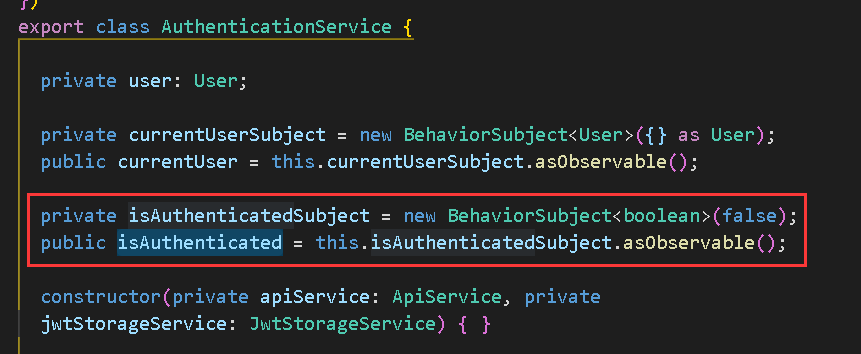 })
export class AuthenticationService {
private user: User;
private currentUserSubject = new BehaviorSubject<User>({} as User);
public currentUser = this.currentUserSubject.asObservable();
private isAuthenticatedSubject = new BehaviorSubject<boolean>(false);
public isAuthenticated = this.isAuthenticatedSubject.asObservable();
constructor(private apiService: ApiService, private
jwtStorageService: JwtStorageService) { }